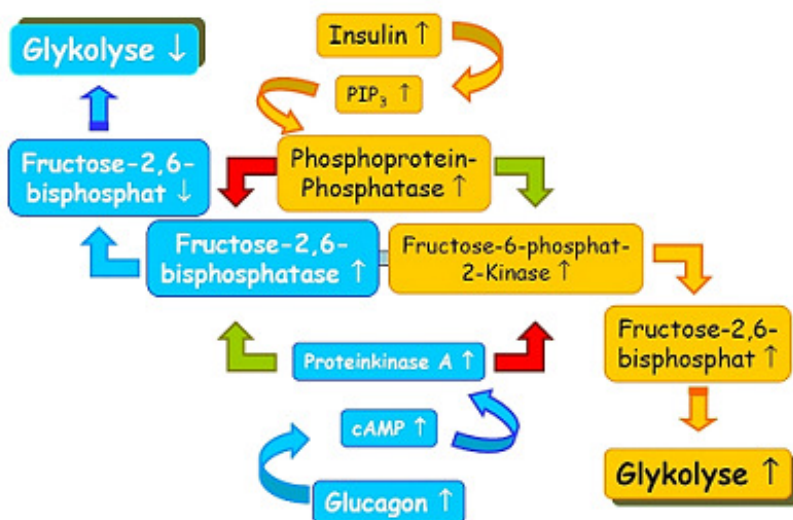 Glykolyse ↓
Insulin ↑
PIP₃ ↑
Fructose-2,6-
bisphosphat ↓
Phosphoprotein-
Phosphatase ↑
Fructose-2,6-
bisphosphatase ↑
Fructose-6-phosphat-
2-Kinase ↑
Fructose-2,6-
bisphosphat ↑
Proteinkinase A ↑
cAMP ↑
Glykolyse ↑
Glucagon ↑